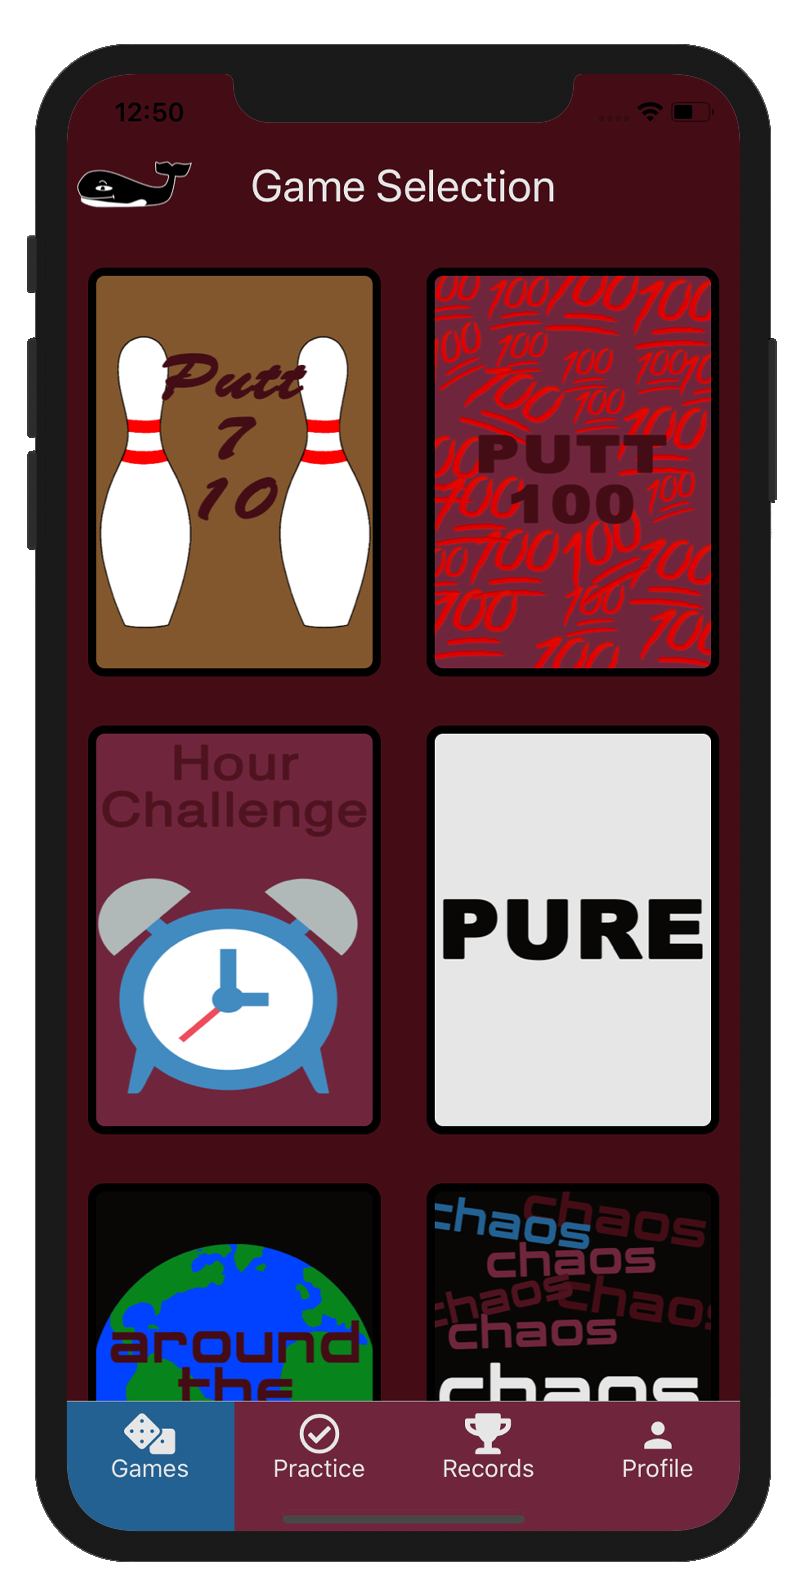 12:50
Game Selection
Putt
7
10
PUTT
100
Hour
Challenge
PURE
around
the
chaos
chaos
chaos
chaos
chaos
chaos
chaos
Games
Practice
Records
Profile